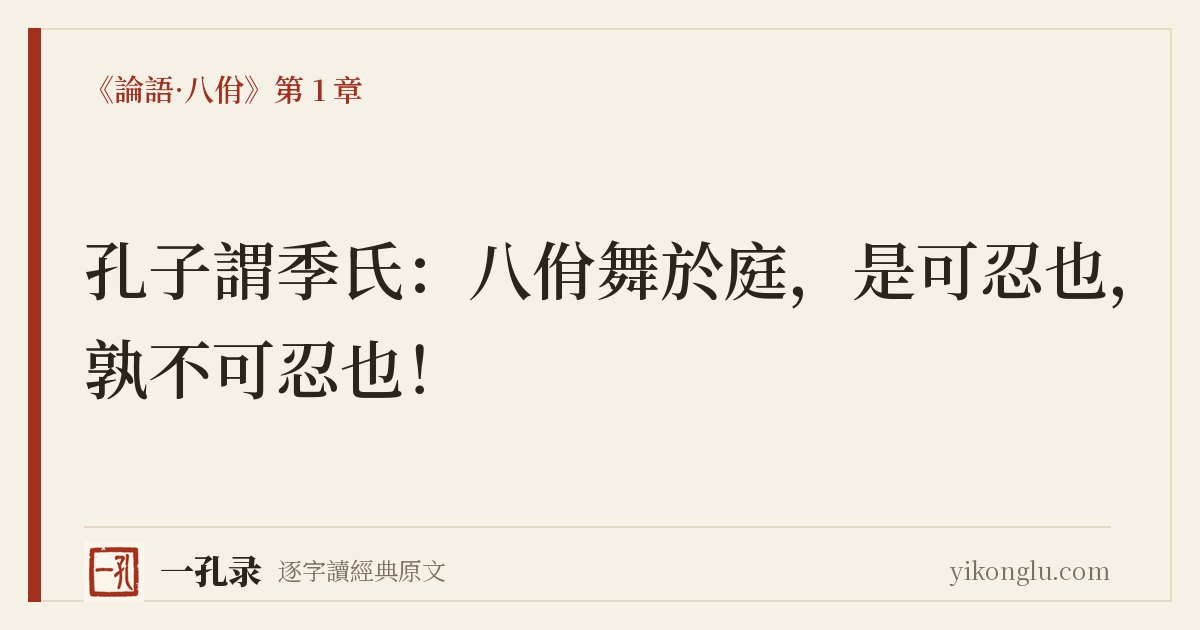 《論語·八佾》第 1 章
孔子謂季氏：八佾舞於庭，是可忍也，
孰不可忍也！
一孔
一孔录 逐字讀經典原文 yikonglu.com